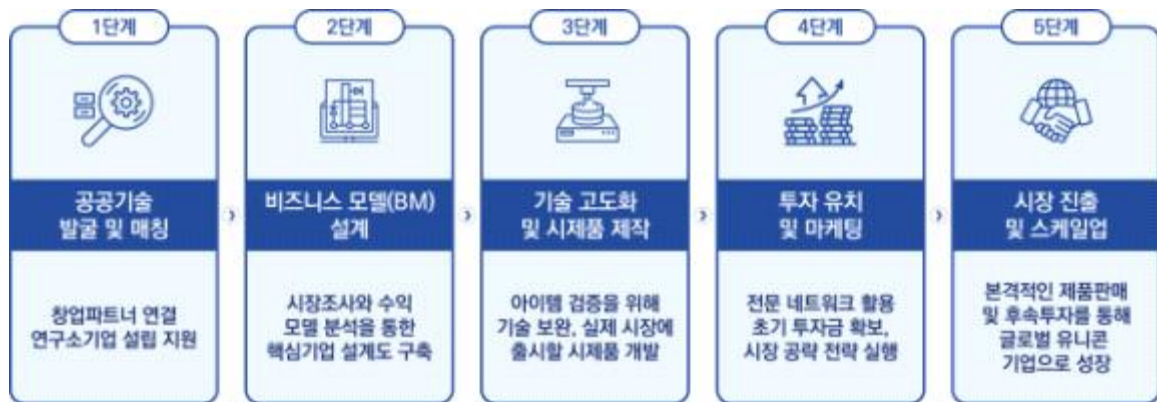 1단계
공공기술
발굴 및 매칭
창업파트너 연결
연구소기업 설립 지원
2단계
비즈니스 모델(BM)
설계
시장조사와 수익
모델 분석을 통한
핵심기업 설계도 구축
3단계
기술 고도화
및 시제품 제작
아이템 검증을 위해
기술 보완, 실제 시장에
출시할 시제품 개발
4단계
투자 유치
및 마케팅
전문 네트워크 활용
초기 투자금 확보,
시장 공략 전략 실행
5단계
시장 진출
및 스케일업
본격적인 제품판매
및 후속투자를 통해
글로벌 유니콘
기업으로 성장